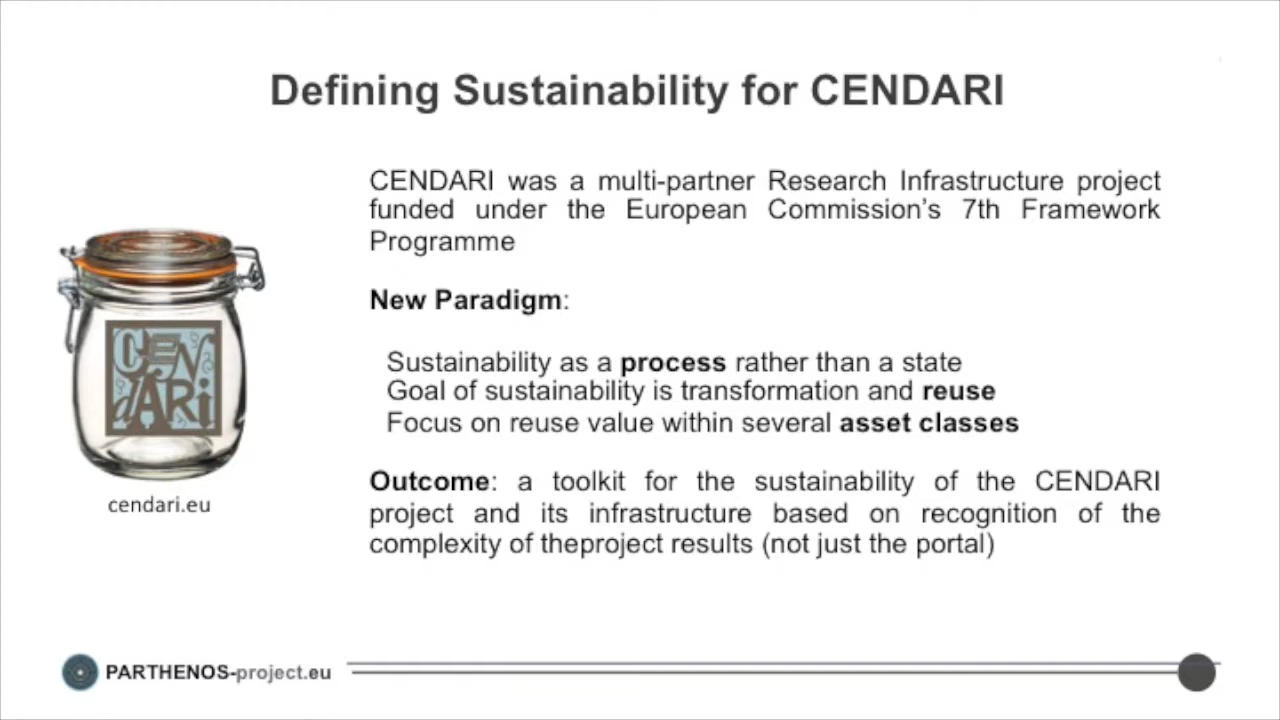 Defining Sustainability for CENDARI
CENDARI was a multi-partner Research Infrastructure project
funded under the European Commission’s 7th Framework
Programme
New Paradigm:
Sustainability as a process rather than a state
Goal of sustainability is transformation and reuse
Focus on reuse value within several asset classes
Outcome: a toolkit for the sustainability of the CENDARI
project and its infrastructure based on recognition of the
complexity of theproject results (not just the portal)
CEN
dARi
cendari.eu
PARTHENOS-project.eu